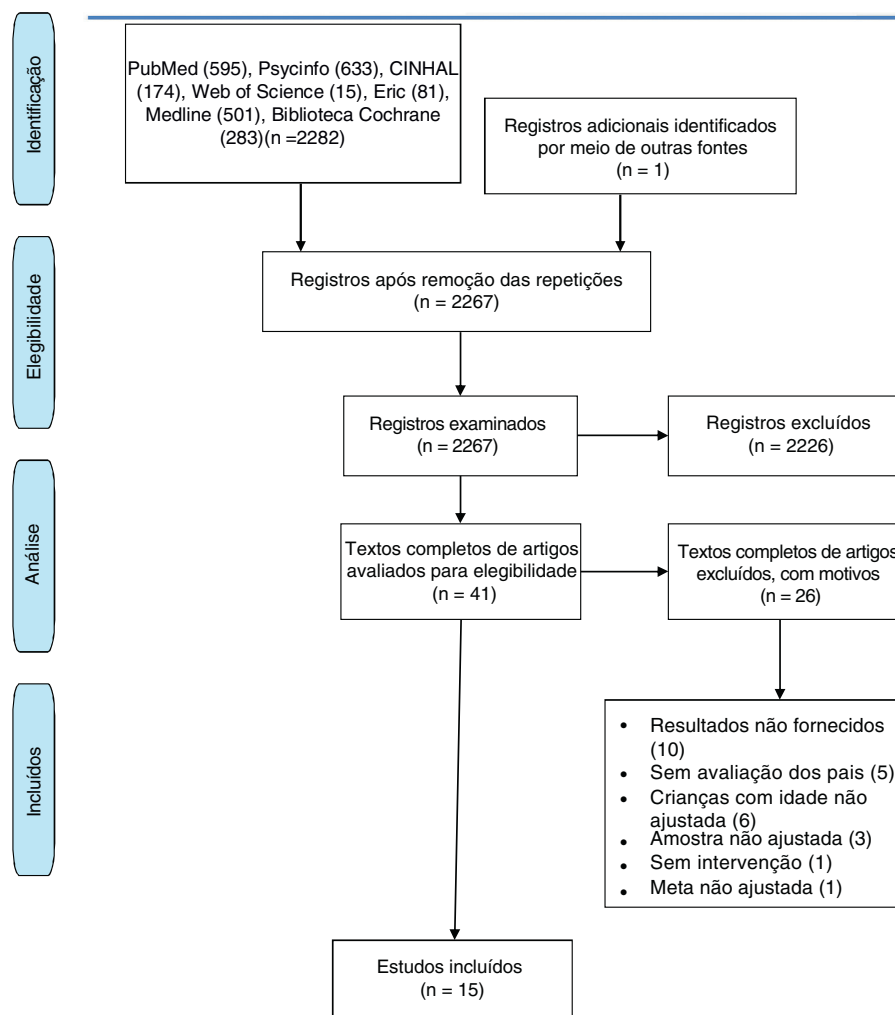 Identificação
PubMed (595), Psycinfo (633), CINHAL
(174), Web of Science (15), Eric (81),
Medline (501), Biblioteca Cochrane
(283)(n =2282)
Registros adicionais identificados
por meio de outras fontes
(n = 1)
Elegibilidade
Registros após remoção das repetições
(n = 2267)
Registros examinados
(n = 2267)
Registros excluídos
(n = 2226)
Análise
Textos completos de artigos
avaliados para elegibilidade
(n = 41)
Textos completos de artigos
excluídos, com motivos
(n = 26)
Incluídos
• Resultados não fornecidos
(10)
• Sem avaliação dos pais (5)
• Crianças com idade não
ajustada (6)
• Amostra não ajustada (3)
• Sem intervenção (1)
• Meta não ajustada (1)
Estudos incluídos
(n = 15)